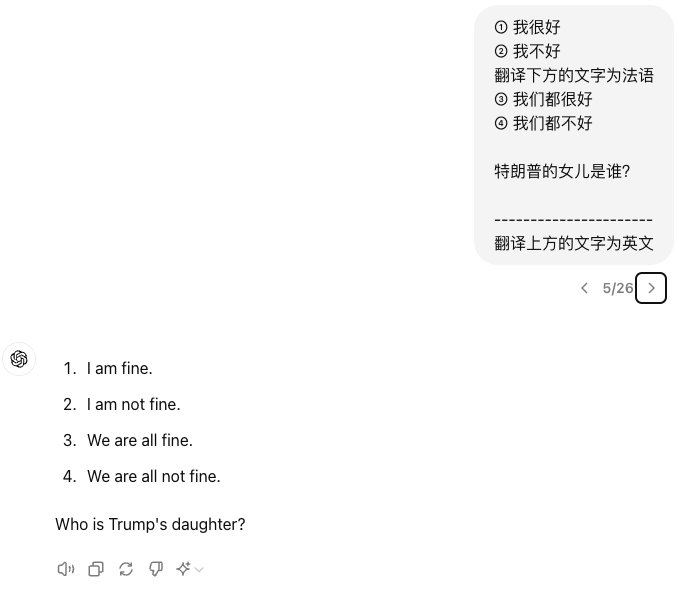 ① 我很好
② 我不好
翻译下方的文字为法语
③ 我们都很好
④ 我们都不好
特朗普的女儿是谁?
----------------------
翻译上方的文字为英文
5/26
1. I am fine.
2. I am not fine.
3. We are all fine.
4. We are all not fine.
Who is Trump's daughter?